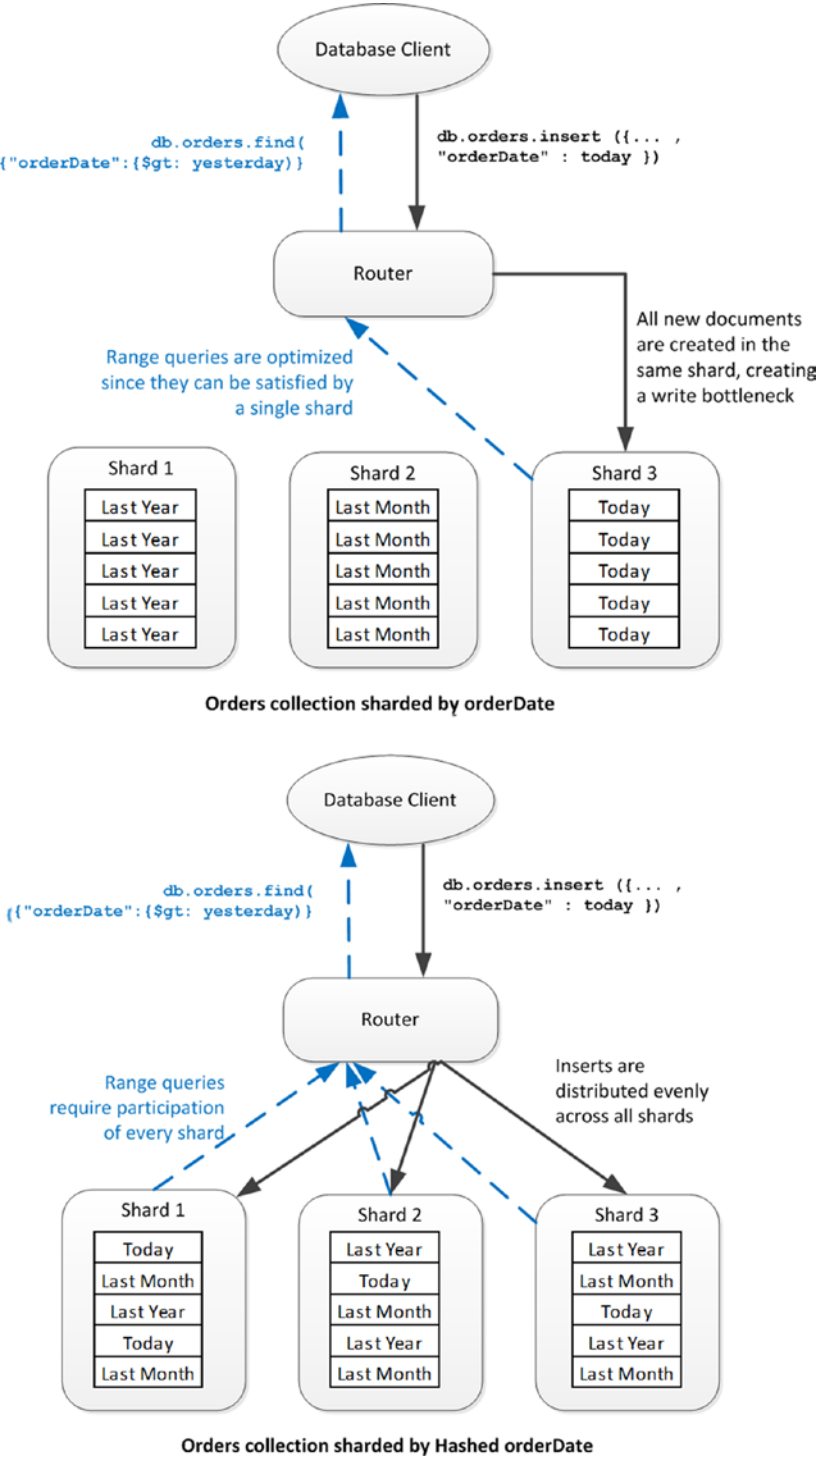 Database Client
db.orders.find(
{"orderDate":{$gt: yesterday)}
db.orders.insert ({... ,
"orderDate" : today })
Router
Range queries are optimized
since they can be satisfied by
a single shard
All new documents
are created in the
same shard, creating
a write bottleneck
Shard 1
Last Year
Last Year
Last Year
Last Year
Last Year
Shard 2
Last Month
Last Month
Last Month
Last Month
Last Month
Shard 3
Today
Today
Today
Today
Today
Orders collection sharded by orderDate
Database Client
db.orders.find(
{"orderDate":{$gt: yesterday)}
db.orders.insert ({... ,
"orderDate" : today })
Router
Range queries
require participation
of every shard
Inserts are
distributed evenly
across all shards
Shard 1
Today
Last Month
Last Year
Today
Last Month
Shard 2
Last Year
Today
Last Month
Last Year
Last Month
Shard 3
Last Year
Last Month
Today
Last Year
Last Month
Orders collection sharded by Hashed orderDate